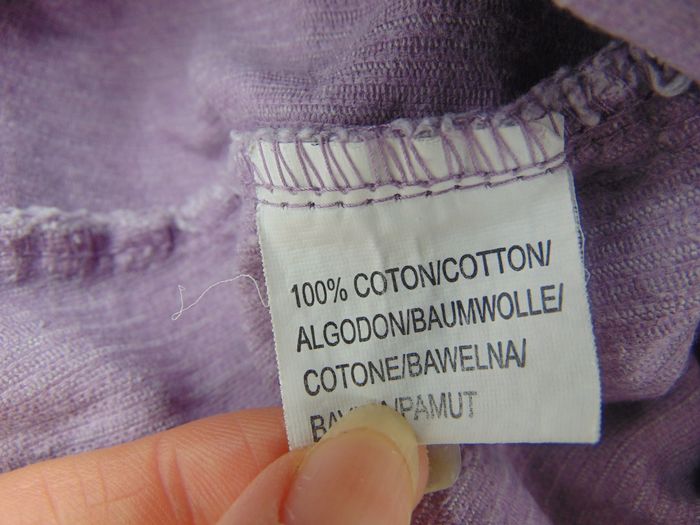 100% COTON/COTTON/
ALGODON/BAUMWOLLE/
COTONE/BAWELNA/
PAMUT